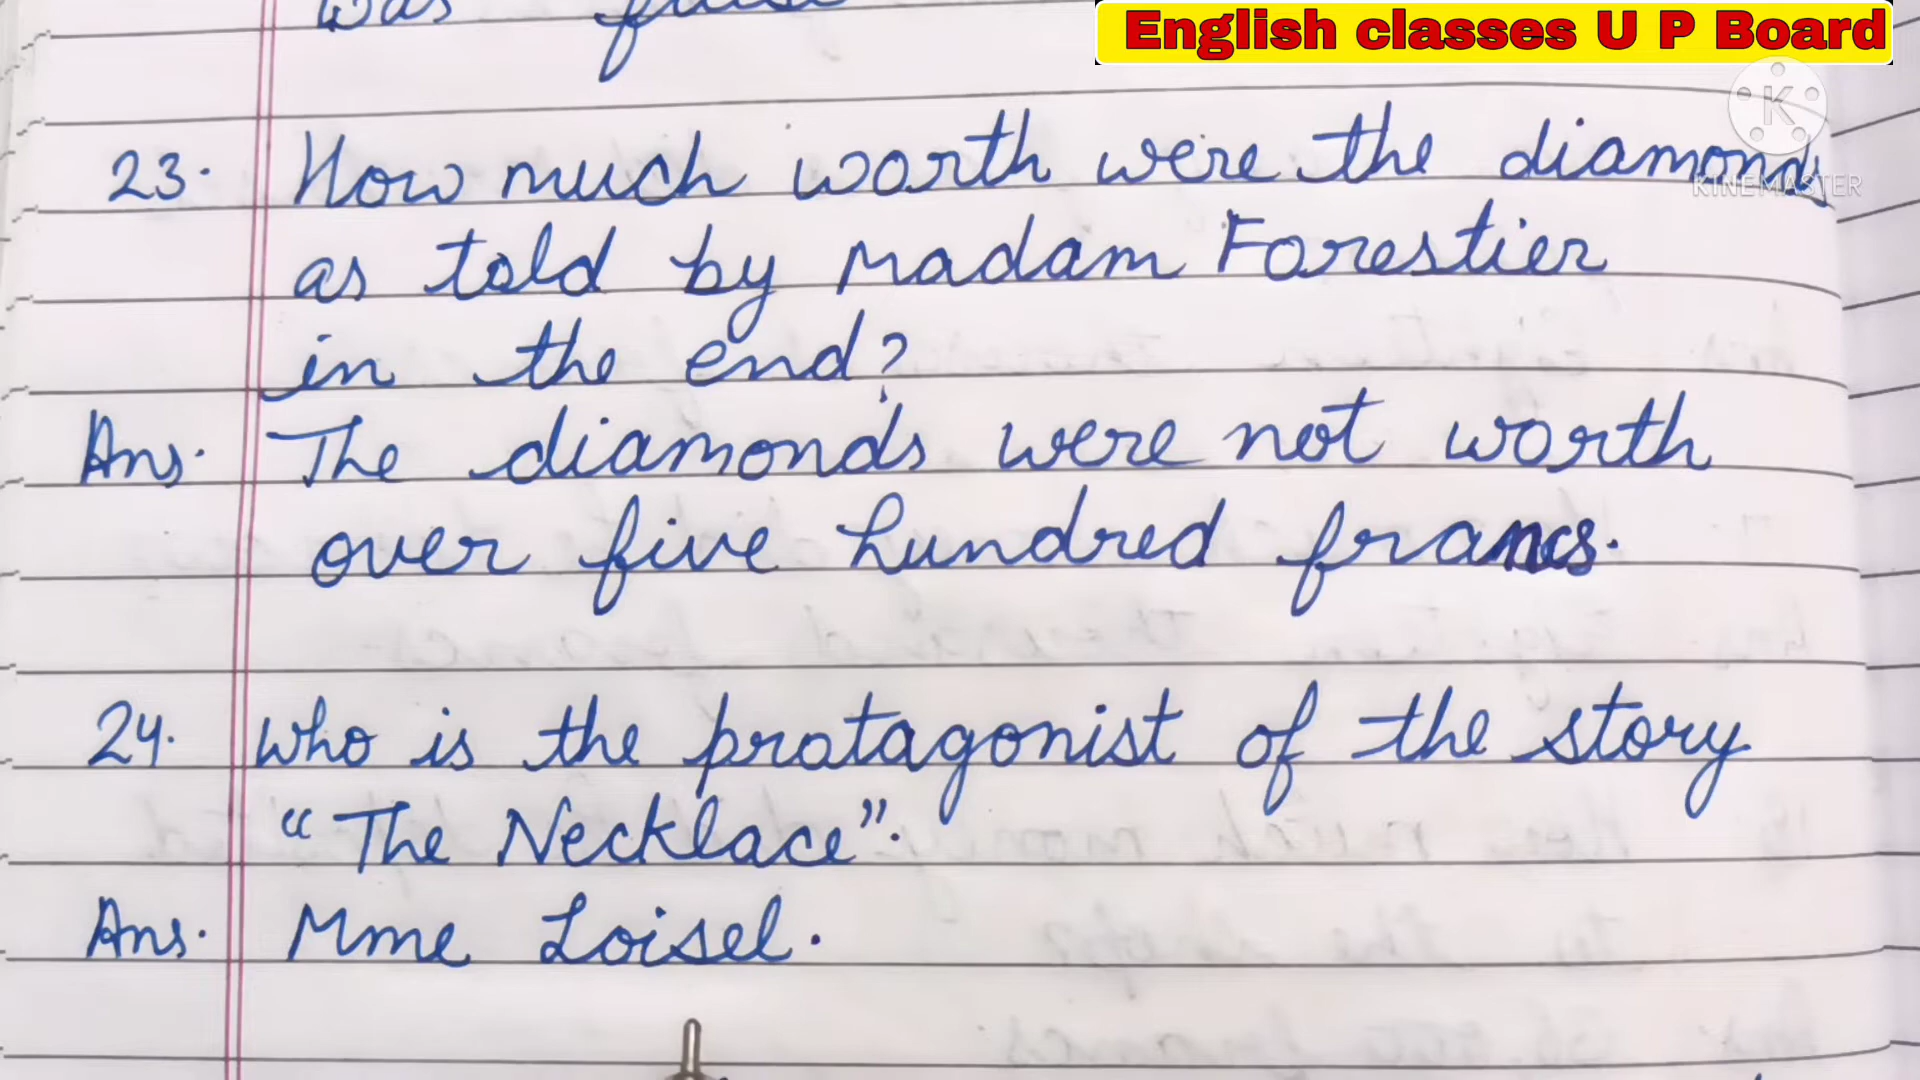 was
English classes U P Board
K
KINEMASTER
23. How much worth were the diamonds
as told by Madam Forestier
in the end?
Ans. The diamonds were not worth
over five hundred francs.
24. Who is the protagonist of the story
"The Necklace".
Ans. Mme Loisel.